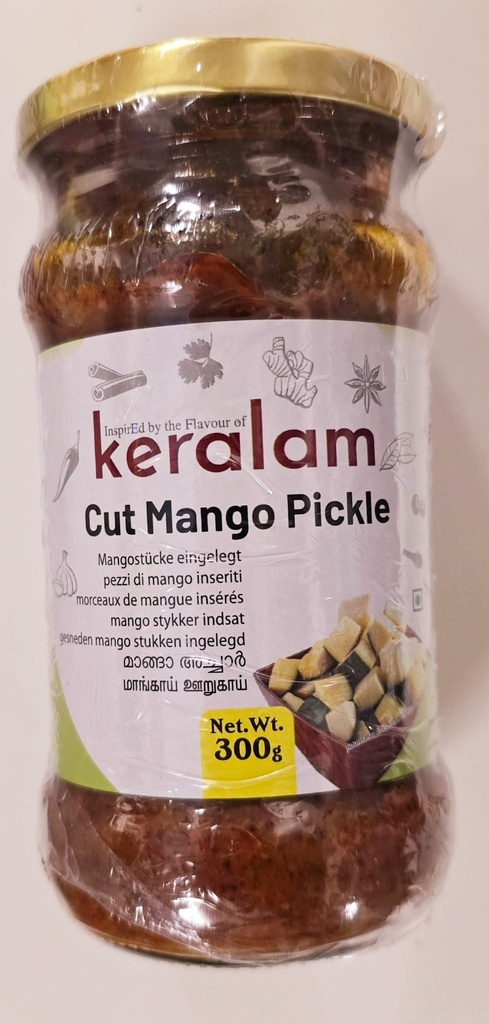 InspirEd by the Flavour of
keralam
Cut Mango Pickle
Mangostücke eingelegt
pezzi di mango inseriti
morceaux de mangue insérés
mango stykker indsat
gesneden mango stukken ingelegd
മാങ്ങാ അച്ചാർ
மாங்காய் ஊறுகாய்
Net.Wt.
300g